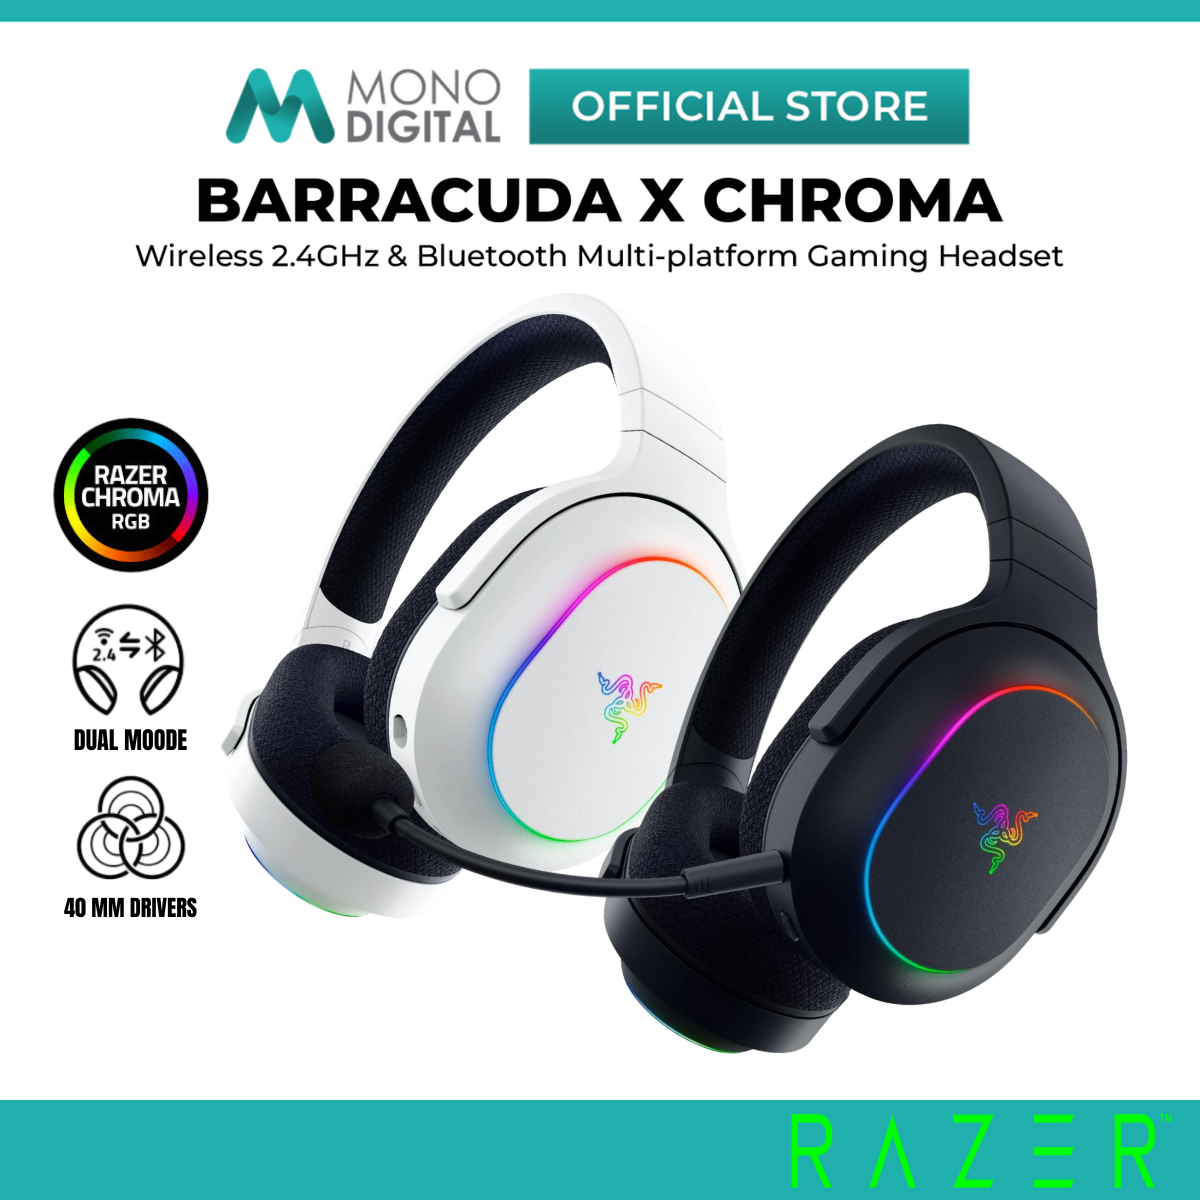 MONO
DIGITAL
OFFICIAL STORE
BARRACUDA X CHROMA
Wireless 2.4GHz & Bluetooth Multi-platform Gaming Headset
RAZER
CHROMA
RGB
2.4
DUAL MOODE
40 MM DRIVERS
R
RAZER™